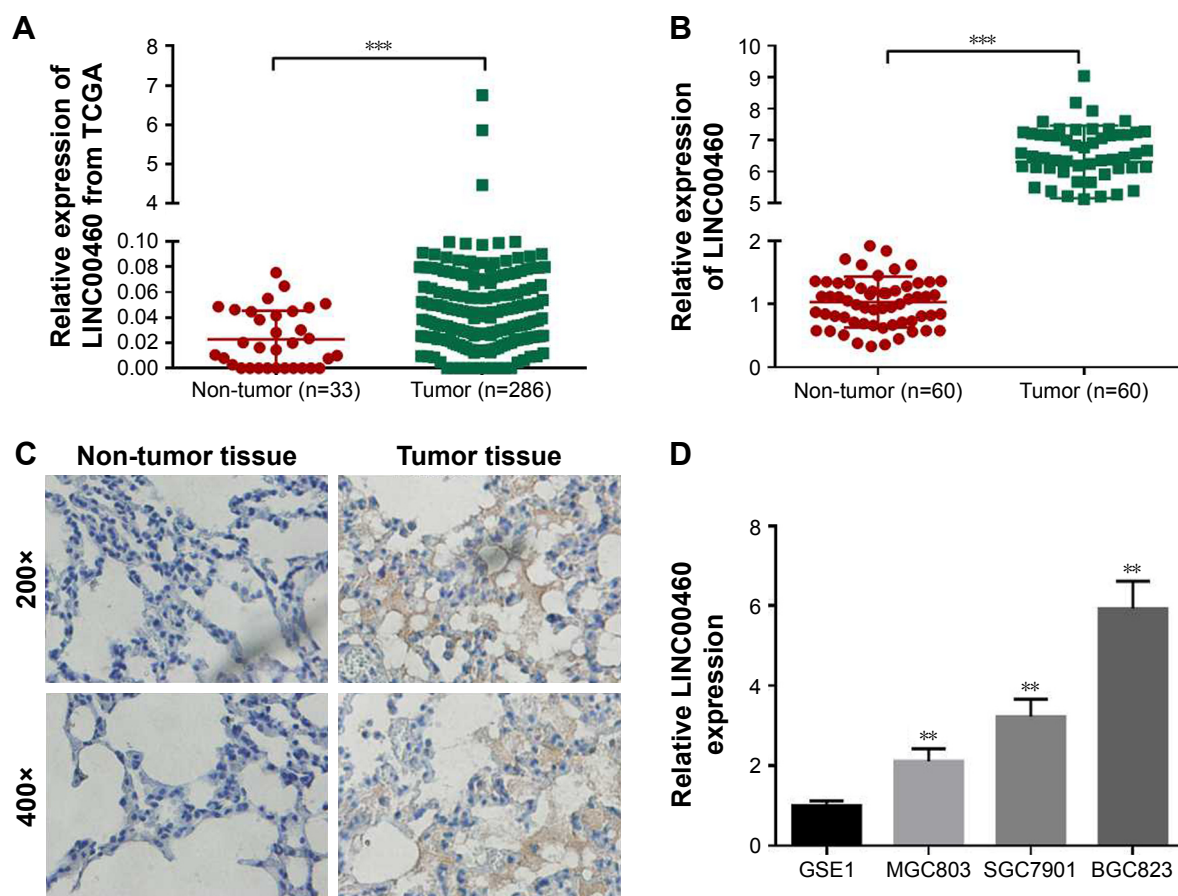 A
Relative expression of
LINC00460 from TCGA
8
7
6
5
4
0.10
0.08
0.06
0.04
0.02
0.00
***
Non-tumor (n=33)
Tumor (n=286)
B
Relative expression
of LINC00460
10
9
8
7
6
5
2
1
0
***
Non-tumor (n=60)
Tumor (n=60)
C
Non-tumor tissue
Tumor tissue
200×
400×
D
Relative LINC00460
expression
8
6
4
2
0
**
**
**
GSE1
MGC803
SGC7901
BGC823